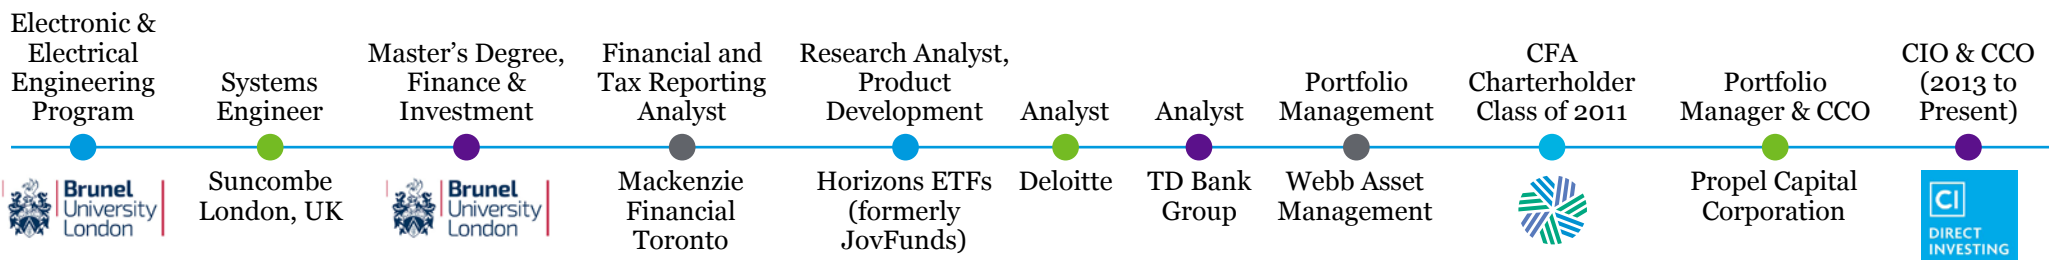 Electronic &
Electrical
Engineering
Program
Systems
Engineer
Master’s Degree,
Finance &
Investment
Financial and
Tax Reporting
Analyst
Research Analyst,
Product
Development
Analyst
Analyst
Portfolio
Management
CFA
Charterholder
Class of 2011
Portfolio
Manager & CCO
CIO & CCO
(2013 to
Present)
Brunel
University
London
Suncombe
London, UK
Brunel
University
London
Mackenzie
Financial
Toronto
Horizons ETFs
(formerly
JovFunds)
Deloitte
TD Bank
Group
Webb Asset
Management
Propel Capital
Corporation
CI
DIRECT
INVESTING